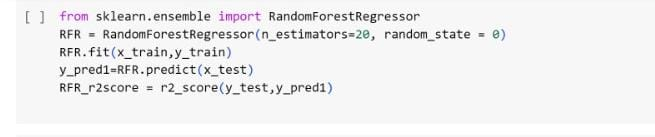 [ ] from sklearn.ensemble import RandomForestRegressor
RFR = RandomForestRegressor(n_estimators=20, random_state = 0)
RFR.fit(x_train,y_train)
y_pred1=RFR.predict(x_test)
RFR_r2score = r2_score(y_test,y_pred1)